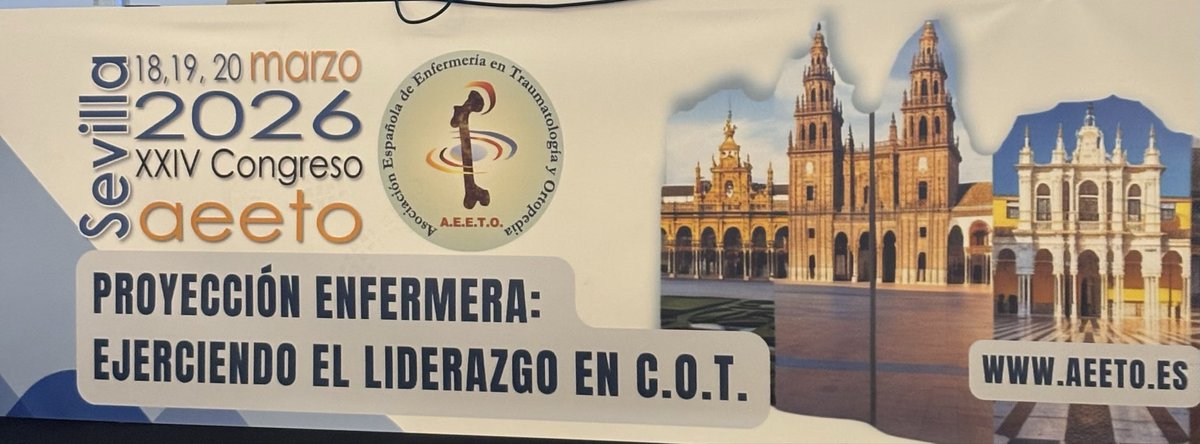 Sevilla
18,19, 20 marzo
2026
XXIV Congreso
aeeto
Asociación Española de Enfermería en Traumatología y Ortopedia
A.E.E.T.O.
PROYECCIÓN ENFERMERA:
EJERCIENDO EL LIDERAZGO EN C.O.T.
WWW.AEETO.ES